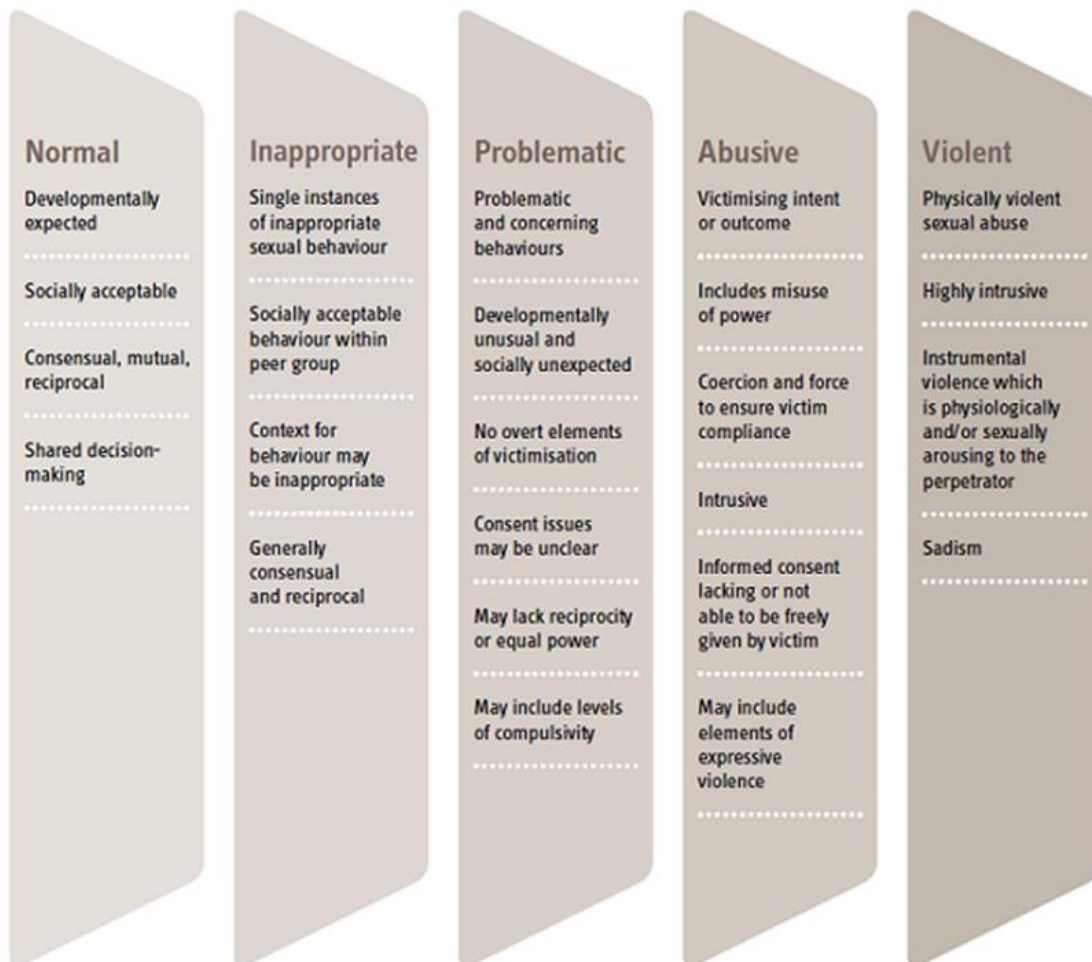 Normal
Developmentally
expected
Socially acceptable
Consensual, mutual,
reciprocal
Shared decision-
making
Inappropriate
Single instances
of inappropriate
sexual behaviour
Socially acceptable
behaviour within
peer group
Context for
behaviour may
be inappropriate
Generally
consensual
and reciprocal
Problematic
Problematic
and concerning
behaviours
Developmentally
unusual and
socially unexpected
No overt elements
of victimisation
Consent issues
may be unclear
May lack reciprocity
or equal power
May include levels
of compulsivity
Abusive
Victimising intent
or outcome
Includes misuse
of power
Coercion and force
to ensure victim
compliance
Intrusive
Informed consent
lacking or not
able to be freely
given by victim
May include
elements of
expressive
violence
Violent
Physically violent
sexual abuse
Highly intrusive
Instrumental
violence which
is physiologically
and/or sexually
arousing to the
perpetrator
Sadism